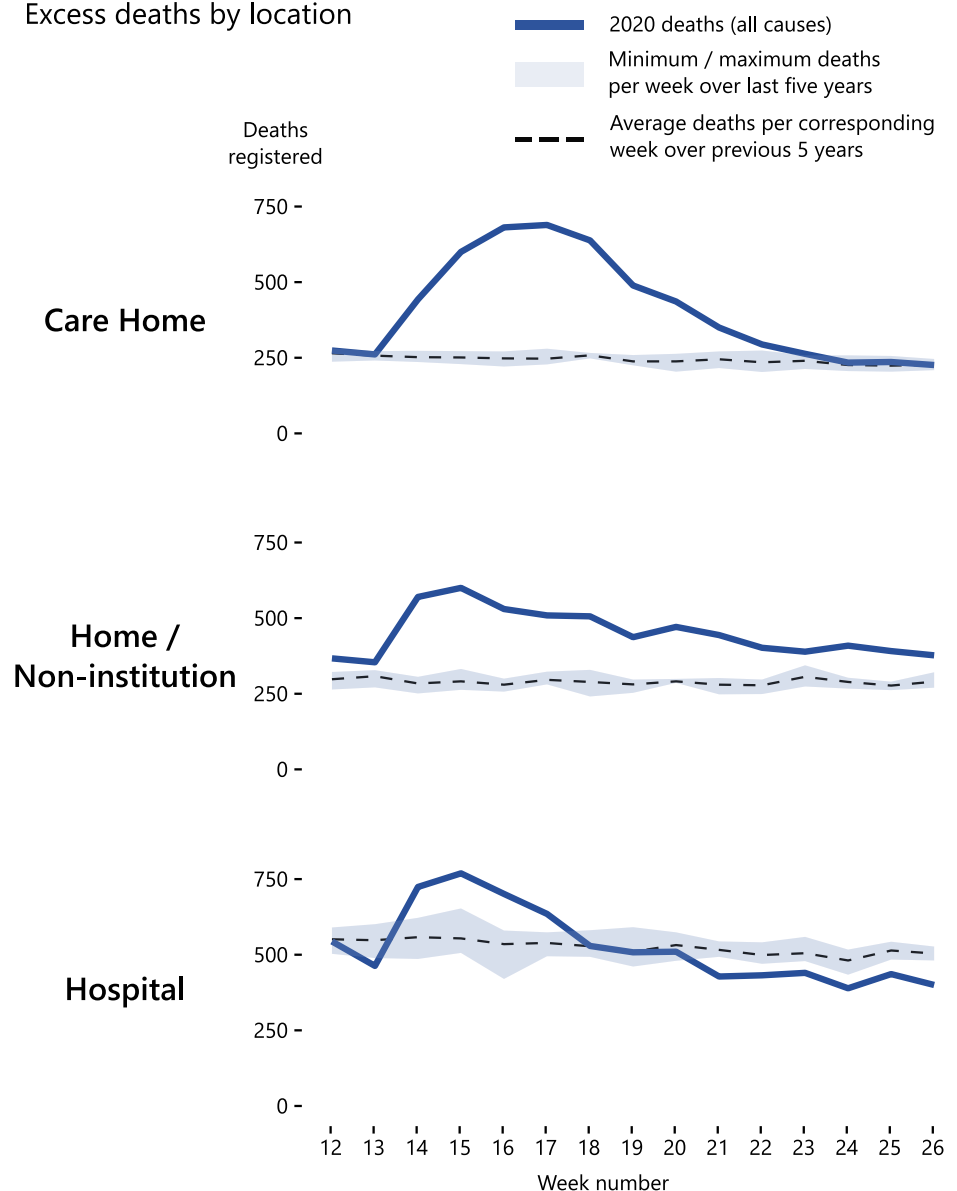 Excess deaths by location
2020 deaths (all causes)
Minimum / maximum deaths
per week over last five years
Average deaths per corresponding
week over previous 5 years
Deaths
registered
750
500
Care Home
250
0
750
Home /
Non-institution
500
250
0
750
500
Hospital
250
0
12 13 14 15 16 17 18 19 20 21 22 23 24 25 26
Week number